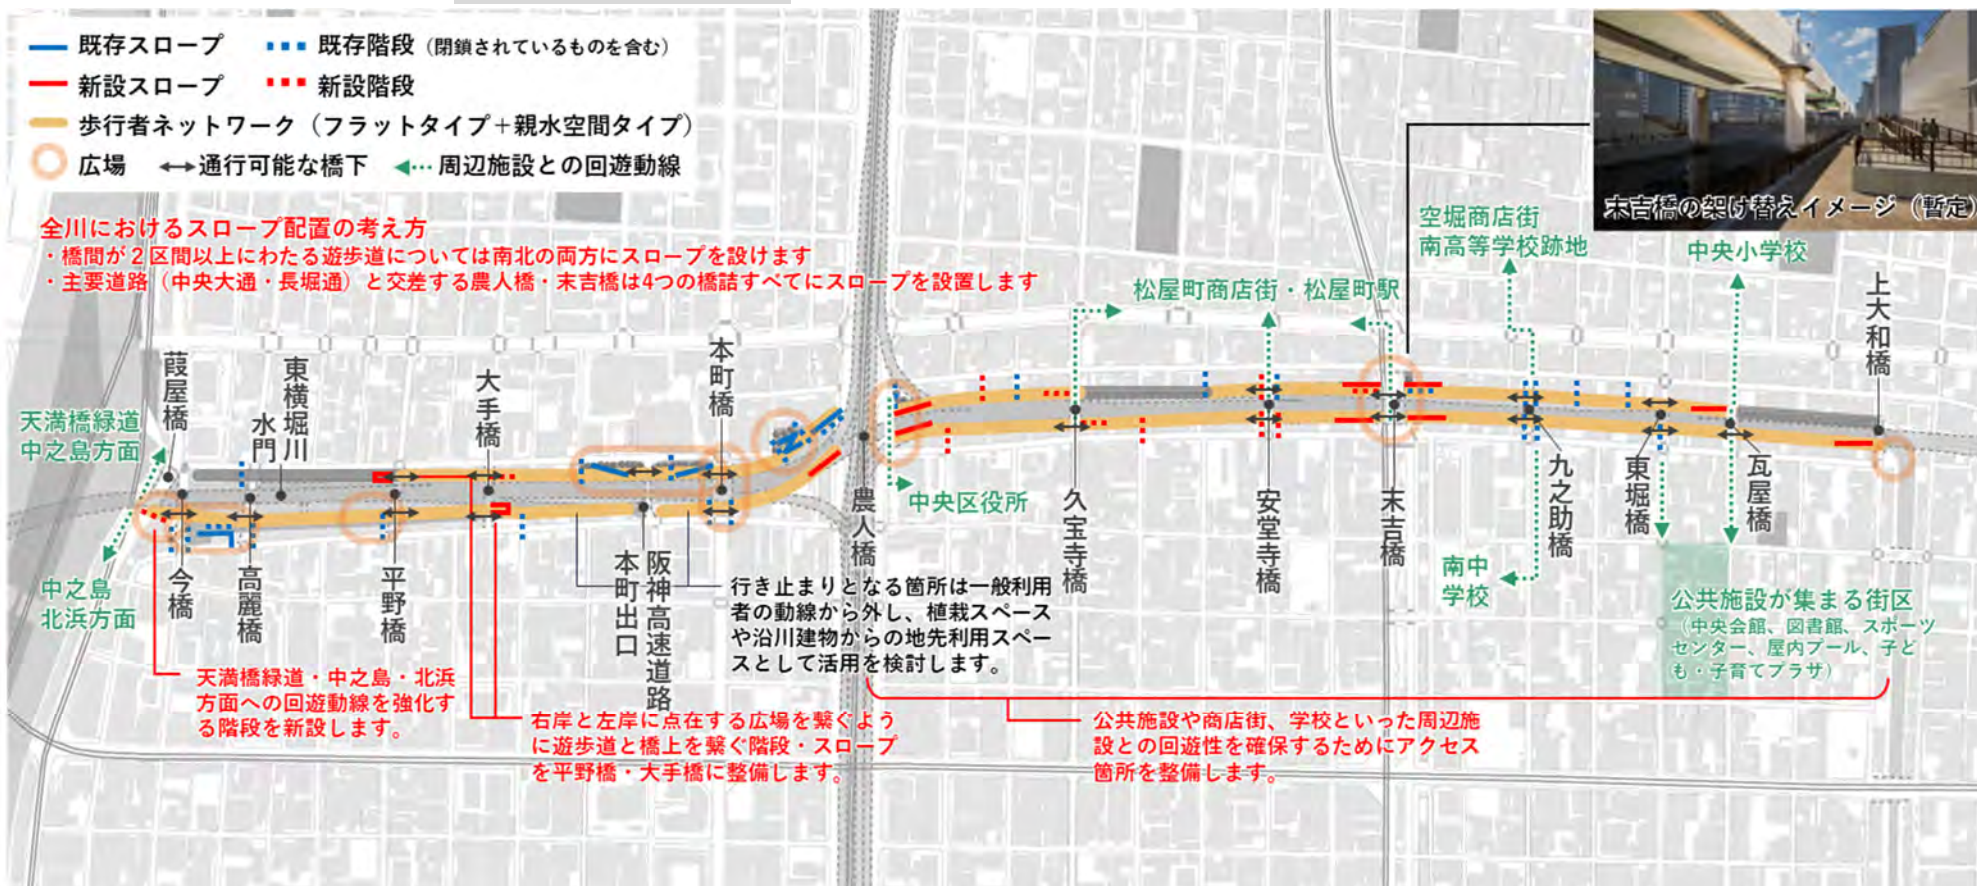 既存スロープ
既存階段（閉鎖されているものを含む）
新設スロープ
新設階段
歩行者ネットワーク（フラットタイプ＋親水空間タイプ）
広場
通行可能な橋下
周辺施設との回遊動線
全川におけるスロープ配置の考え方
・橋間が２区間以上にわたる遊歩道については南北の両方にスロープを設けます
・主要道路（中央大通・長堀通）と交差する農人橋・末吉橋は4つの橋詰すべてにスロープを設置します
末吉橋の架け替えイメージ（暫定）
空堀商店街
南高等学校跡地
中央小学校
松屋町商店街・松屋町駅
上大和橋
葭屋橋
東横堀川
水門
大手橋
本町橋
天満橋緑道
中之島方面
中之島
北浜方面
今橋
高麗橋
平野橋
阪神高速道路
本町出口
農人橋
中央区役所
久宝寺橋
安堂寺橋
末吉橋
九之助橋
東堀橋
瓦屋橋
南中
学校
行き止まりとなる箇所は一般利用
者の動線から外し、植栽スペース
や沿川建物からの地先利用スペー
スとして活用を検討します。
公共施設が集まる街区
（中央会館、図書館、スポーツ
センター、屋内プール、子ど
も・子育てプラザ）
天満橋緑道・中之島・北浜
方面への回遊動線を強化す
る階段を新設します。
右岸と左岸に点在する広場を繋ぐよう
に遊歩道と橋上を繋ぐ階段・スロープ
を平野橋・大手橋に整備します。
公共施設や商店街、学校といった周辺施
設との回遊性を確保するためにアクセス
箇所を整備します。